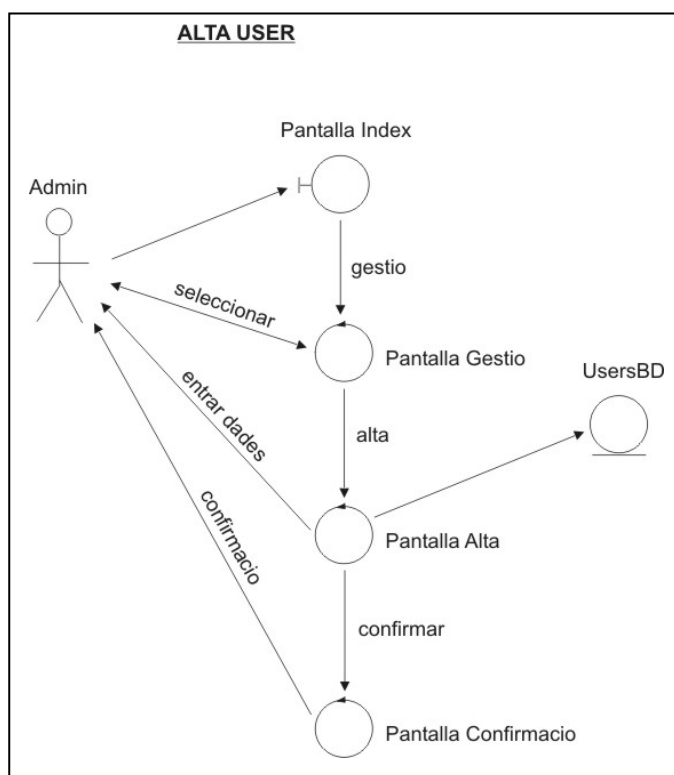 ALTA USER
Pantalla Index
Admin
gestio
seleccionar
Pantalla Gestio
UsersBD
entrar dades
alta
confirmacio
Pantalla Alta
confirmar
Pantalla Confirmacio